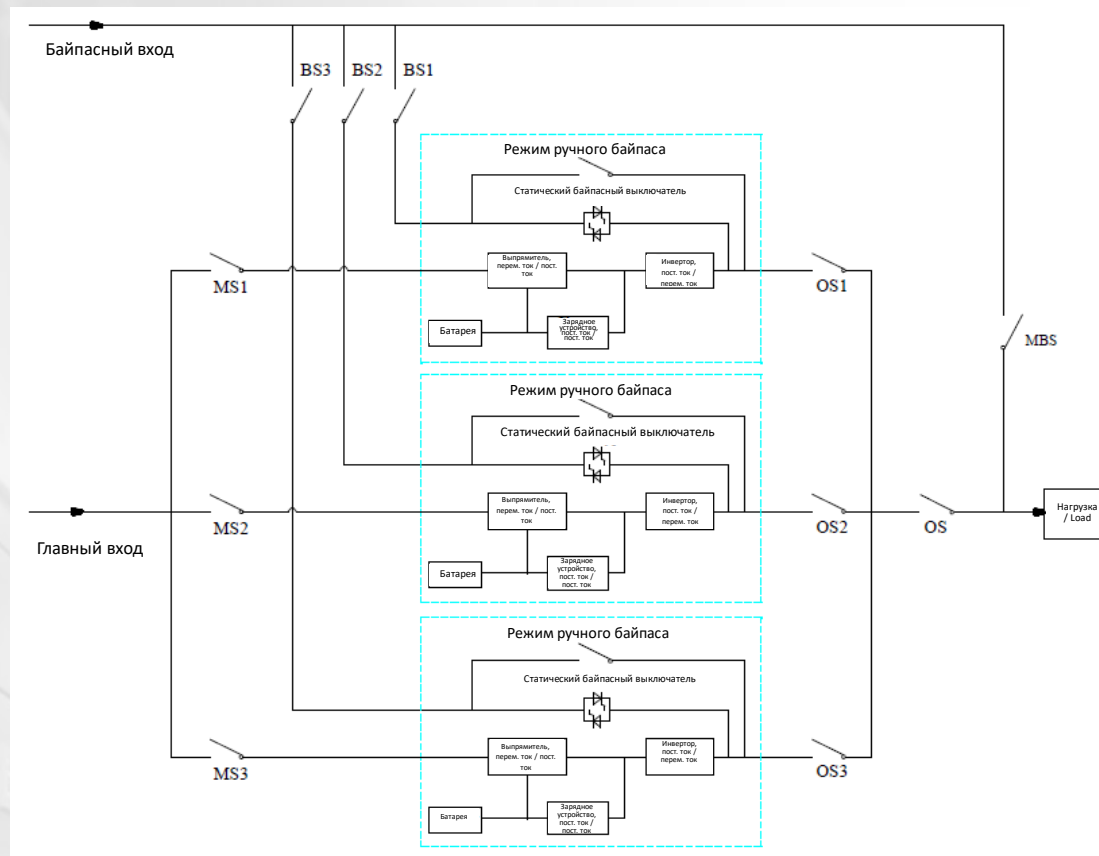 Байпасный вход
BS3
BS2
BS1
Режим ручного байпаса
Статический байпасный выключатель
Выпрямитель,
перем. ток / пост.
ток
Инвертор,
пост. ток /
перем. ток
MS1
OS1
Батарея
Зарядное
устройство,
пост. ток /
пост. ток
MBS
Режим ручного байпаса
Статический байпасный выключатель
Выпрямитель,
перем. ток / пост.
ток
Инвертор,
пост. ток /
перем. ток
MS2
OS2
OS
Нагрузка
/ Load
Главный вход
Батарея
Зарядное
устройство,
пост. ток /
пост. ток
Режим ручного байпаса
Статический байпасный выключатель
Выпрямитель,
перем. ток / пост.
ток
Инвертор,
пост. ток /
перем. ток
MS3
OS3
Батарея
Зарядное
устройство,
пост. ток /
пост. ток